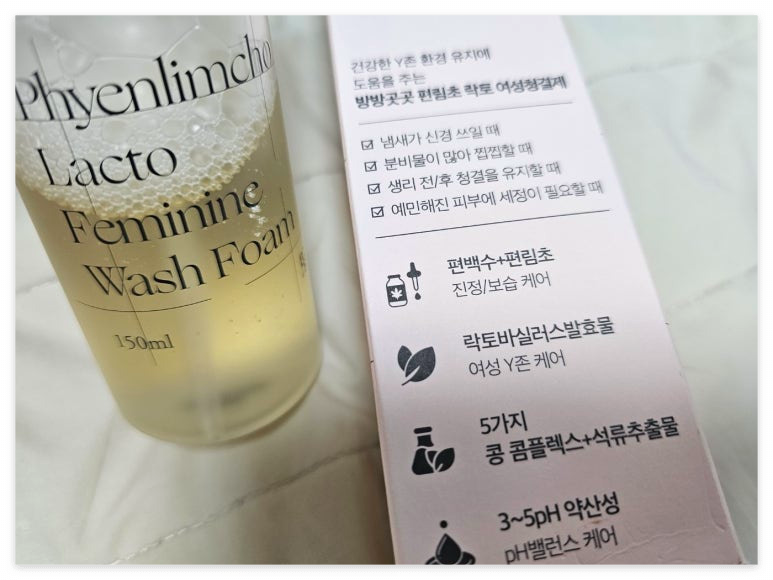 Phyenlimcho
Lacto
Feminine
Wash Foam
150ml
건강한 Y존 환경 유지에
도움을 주는
방방곳곳 편림초 락토 여성청결제
냄새가 신경 쓰일 때
분비물이 많아 찝찝할 때
생리 전/후 청결을 유지할 때
예민해진 피부에 세정이 필요할 때
편백수+편림초
진정/보습 케어
락토바실러스발효물
여성 Y존 케어
5가지
콩 콤플렉스+석류추출물
3~5pH 약산성
pH밸런스 케어